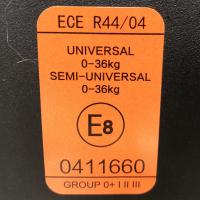 ECE R44/04
UNIVERSAL
0-36kg
SEMI-UNIVERSAL
0-36kg
E8
0411660
GROUP 0+ I II III